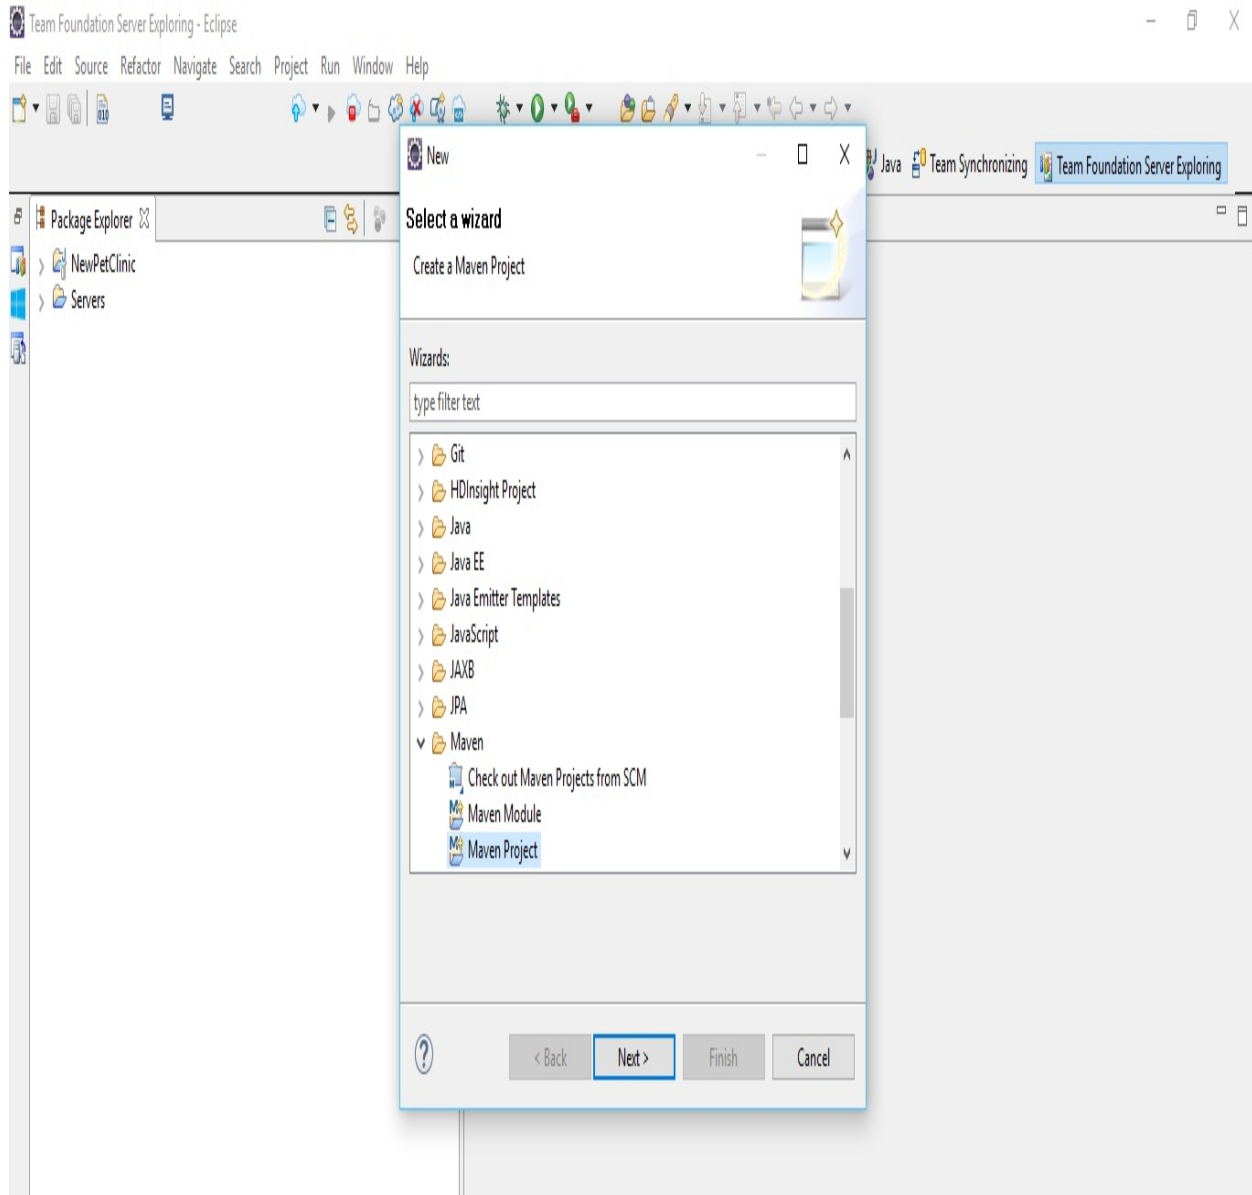 Team Foundation Server Exploring - Eclipse
File Edit Source Refactor Navigate Search Project Run Window Help
010
Java Team Synchronizing Team Foundation Server Exploring
Package Explorer
NewPetClinic
Servers
New
Select a wizard
Create a Maven Project
Wizards:
type filter text
Git
HDInsight Project
Java
Java EE
Java Emitter Templates
JavaScript
JAXB
JPA
Maven
Check out Maven Projects from SCM
Maven Module
Maven Project
< Back Next > Finish Cancel